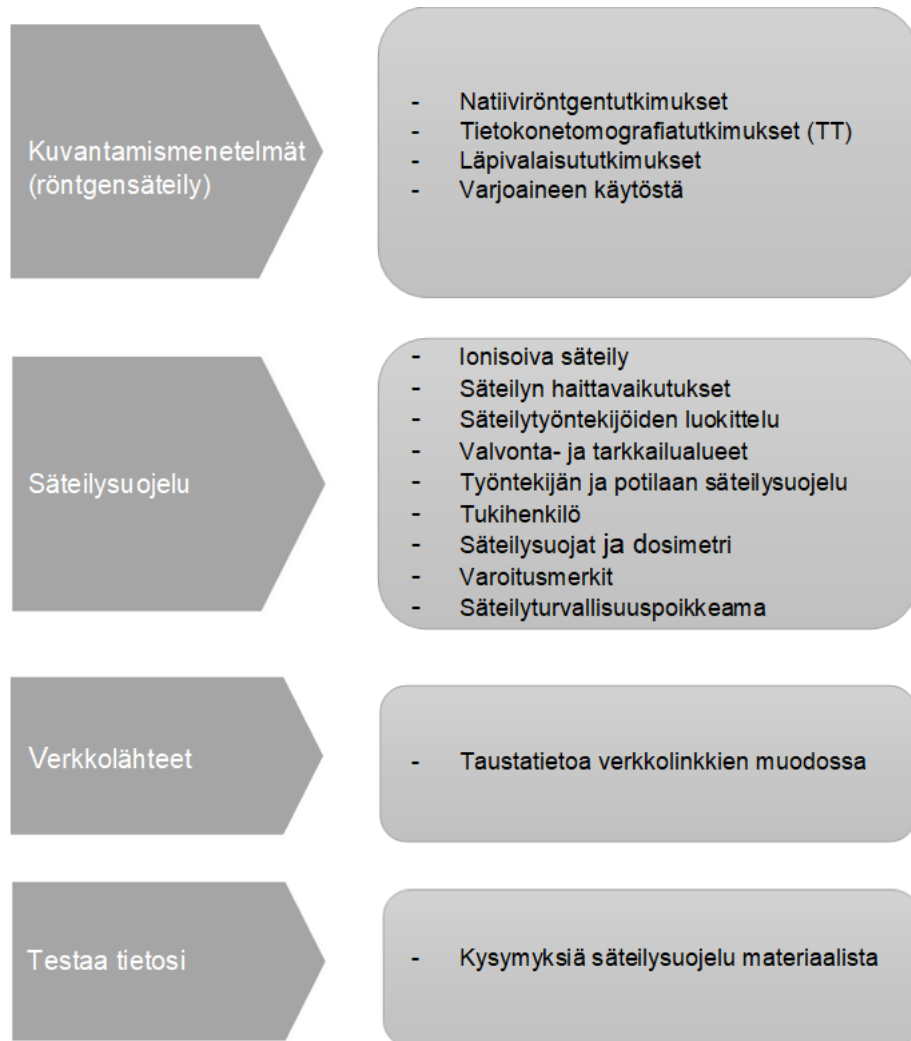 Kuvantamismenetelmät
(röntgensäteily)
- Natiiviröntgentutkimukset
- Tietokonetomografiatutkimukset (TT)
- Läpivalaisututkimukset
- Varjoaineen käytöstä
Säteilysuojelu
- Ionisoiva säteily
- Säteilyn haittavaikutukset
- Säteilytyöntekijöiden luokittelu
- Valvonta- ja tarkkailualueet
- Työntekijän ja potilaan säteilysuojelu
- Tukihenkilö
- Säteilysuojat ja dosimetri
- Varoitusmerkit
- Säteilyturvallisuuspoikkeama
Verkkolähteet
- Taustatietoa verkkolinkkien muodossa
Testaa tietosi
- Kysymyksiä säteilysuojelu materiaalista